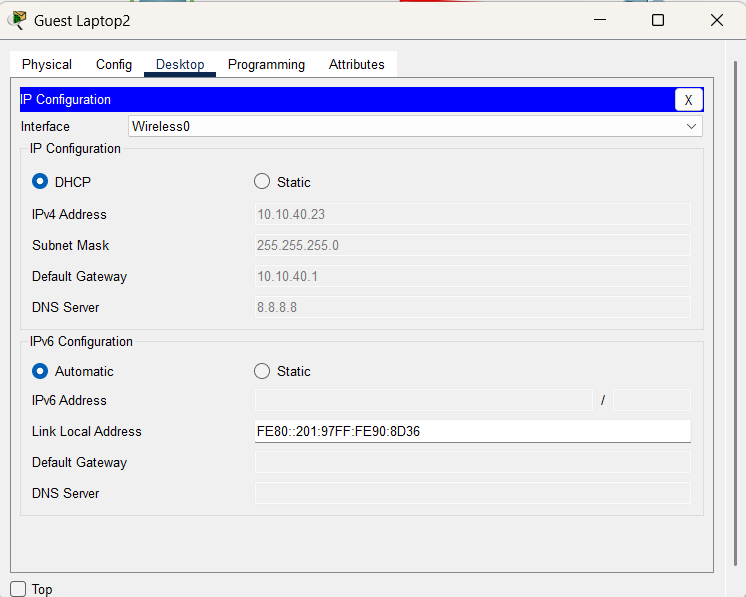 Guest Laptop2
Physical Config Desktop Programming Attributes
IP Configuration X
Interface Wireless0
IP Configuration
DHCP Static
IPv4 Address 10.10.40.23
Subnet Mask 255.255.255.0
Default Gateway 10.10.40.1
DNS Server 8.8.8.8
IPv6 Configuration
Automatic Static
IPv6 Address /
Link Local Address FE80::201:97FF:FE90:8D36
Default Gateway
DNS Server
Top